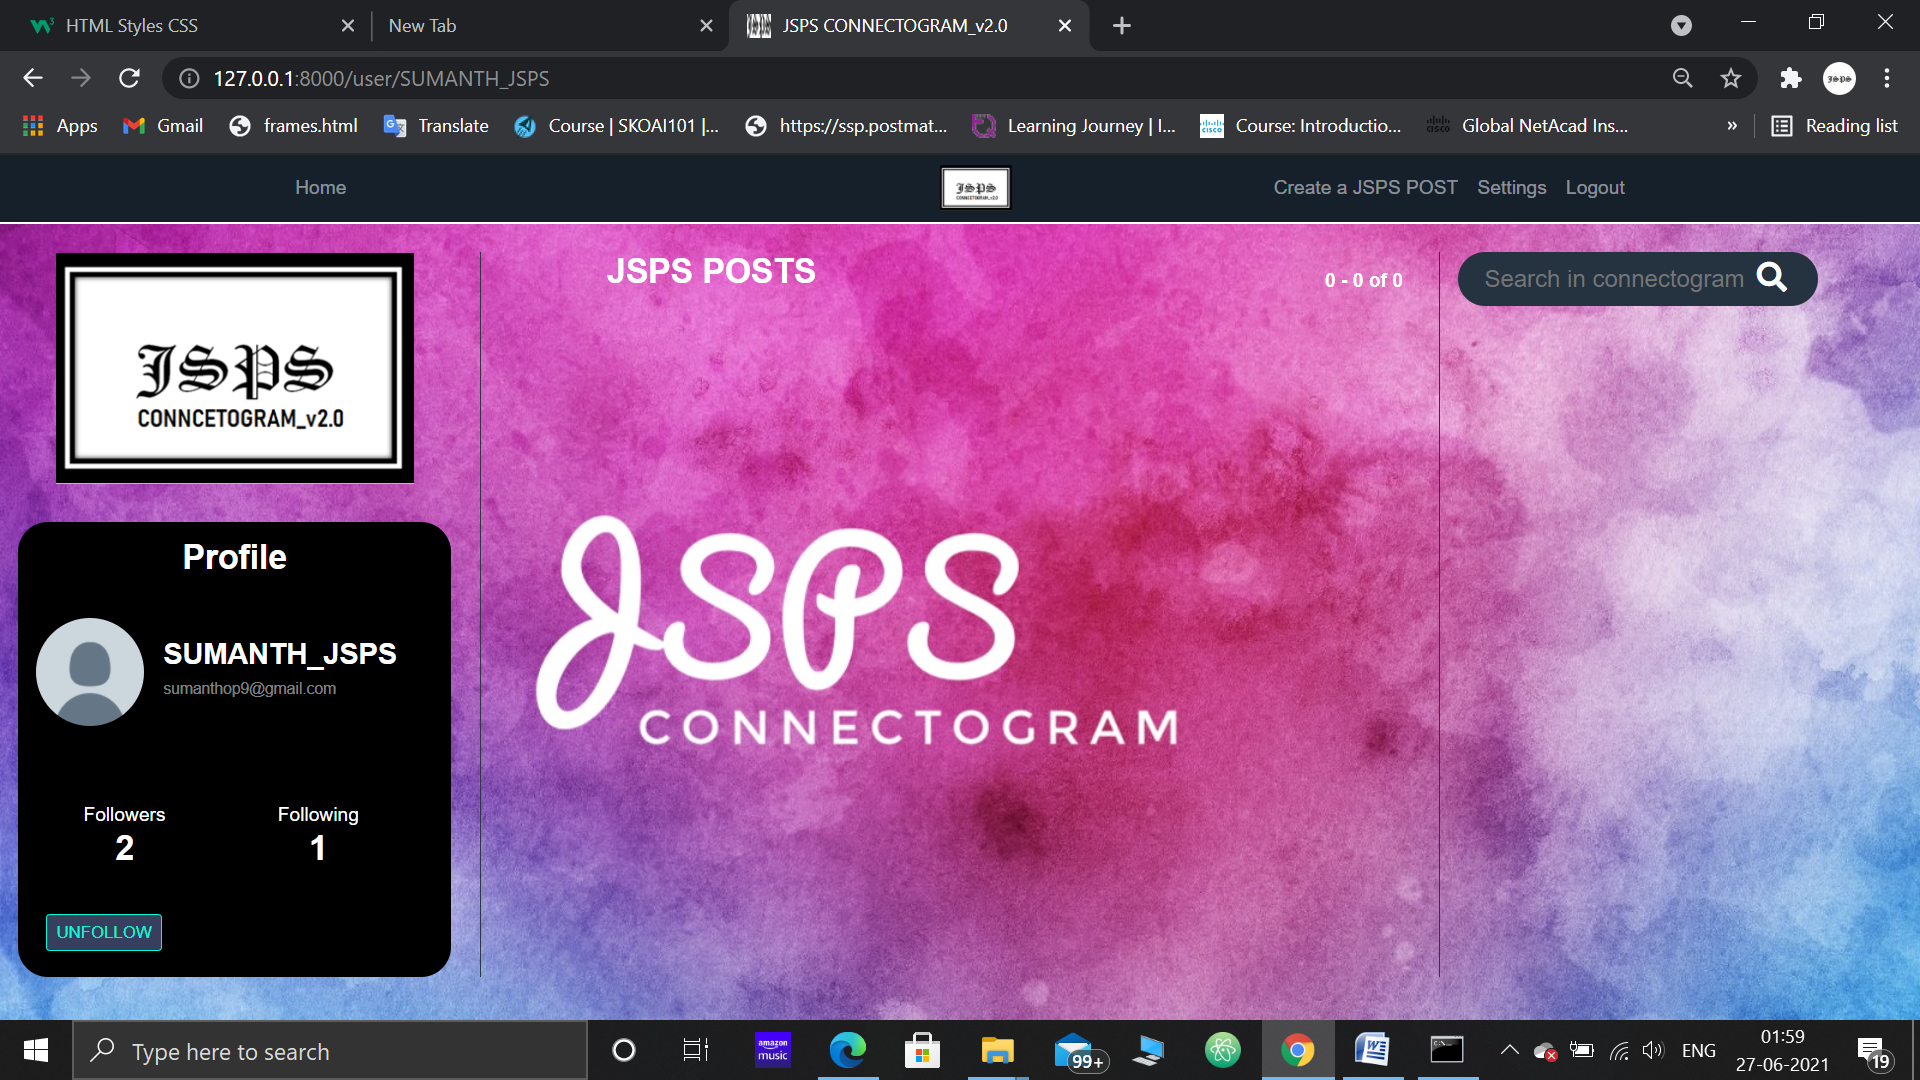 HTML Styles CSS
New Tab
JSPS CONNECTOGRAM_v2.0
127.0.0.1:8000/user/SUMANTH_JSPS
JSPS
Apps
Gmail
frames.html
Translate
Course | SKOAI101 |...
https://ssp.postmat...
Learning Journey | I...
Course: Introductio...
Global NetAcad Ins...
»
Reading list
Home
JSPS
CONNCETOGRAM_v2.0
Create a JSPS POST
Settings
Logout
JSPS
CONNCETOGRAM_v2.0
JSPS POSTS
0 - 0 of 0
Search in connectogram
Profile
SUMANTH_JSPS
sumanthop9@gmail.com
Followers
2
Following
1
UNFOLLOW
JSPS
CONNECTOGRAM
Type here to search
amazon
music
99+
ENG
01:59
27-06-2021
19